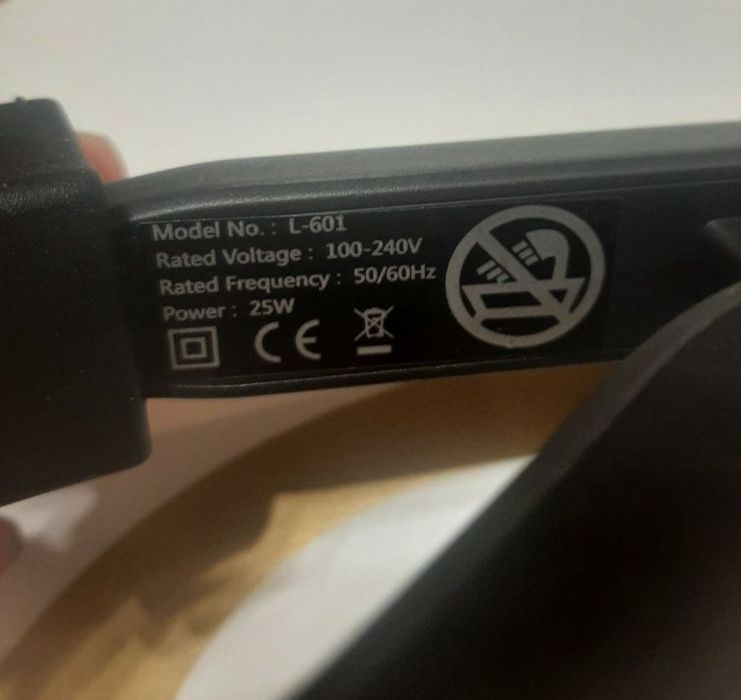 Model No. : L-601
Rated Voltage : 100-240V
Rated Frequency : 50/60Hz
Power : 25W
CE